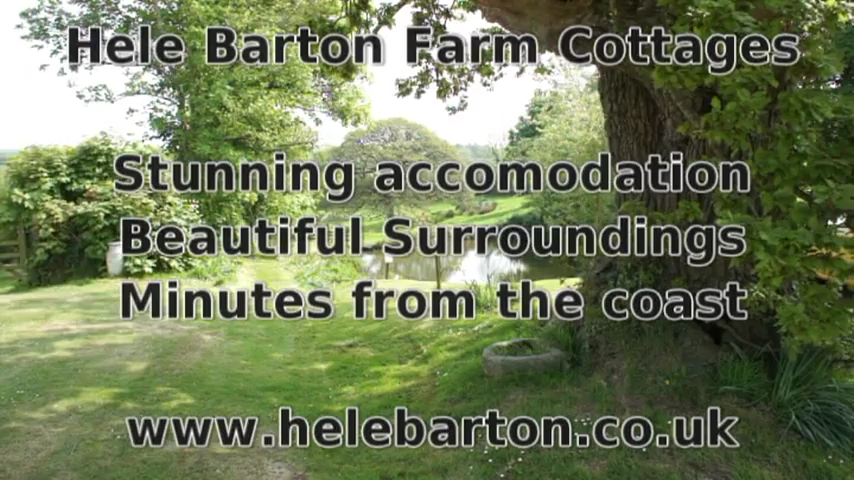 Hele Barton Farm Cottages
Stunning accomodation
Beautiful Surroundings
Minutes from the coast
www.helebarton.co.uk